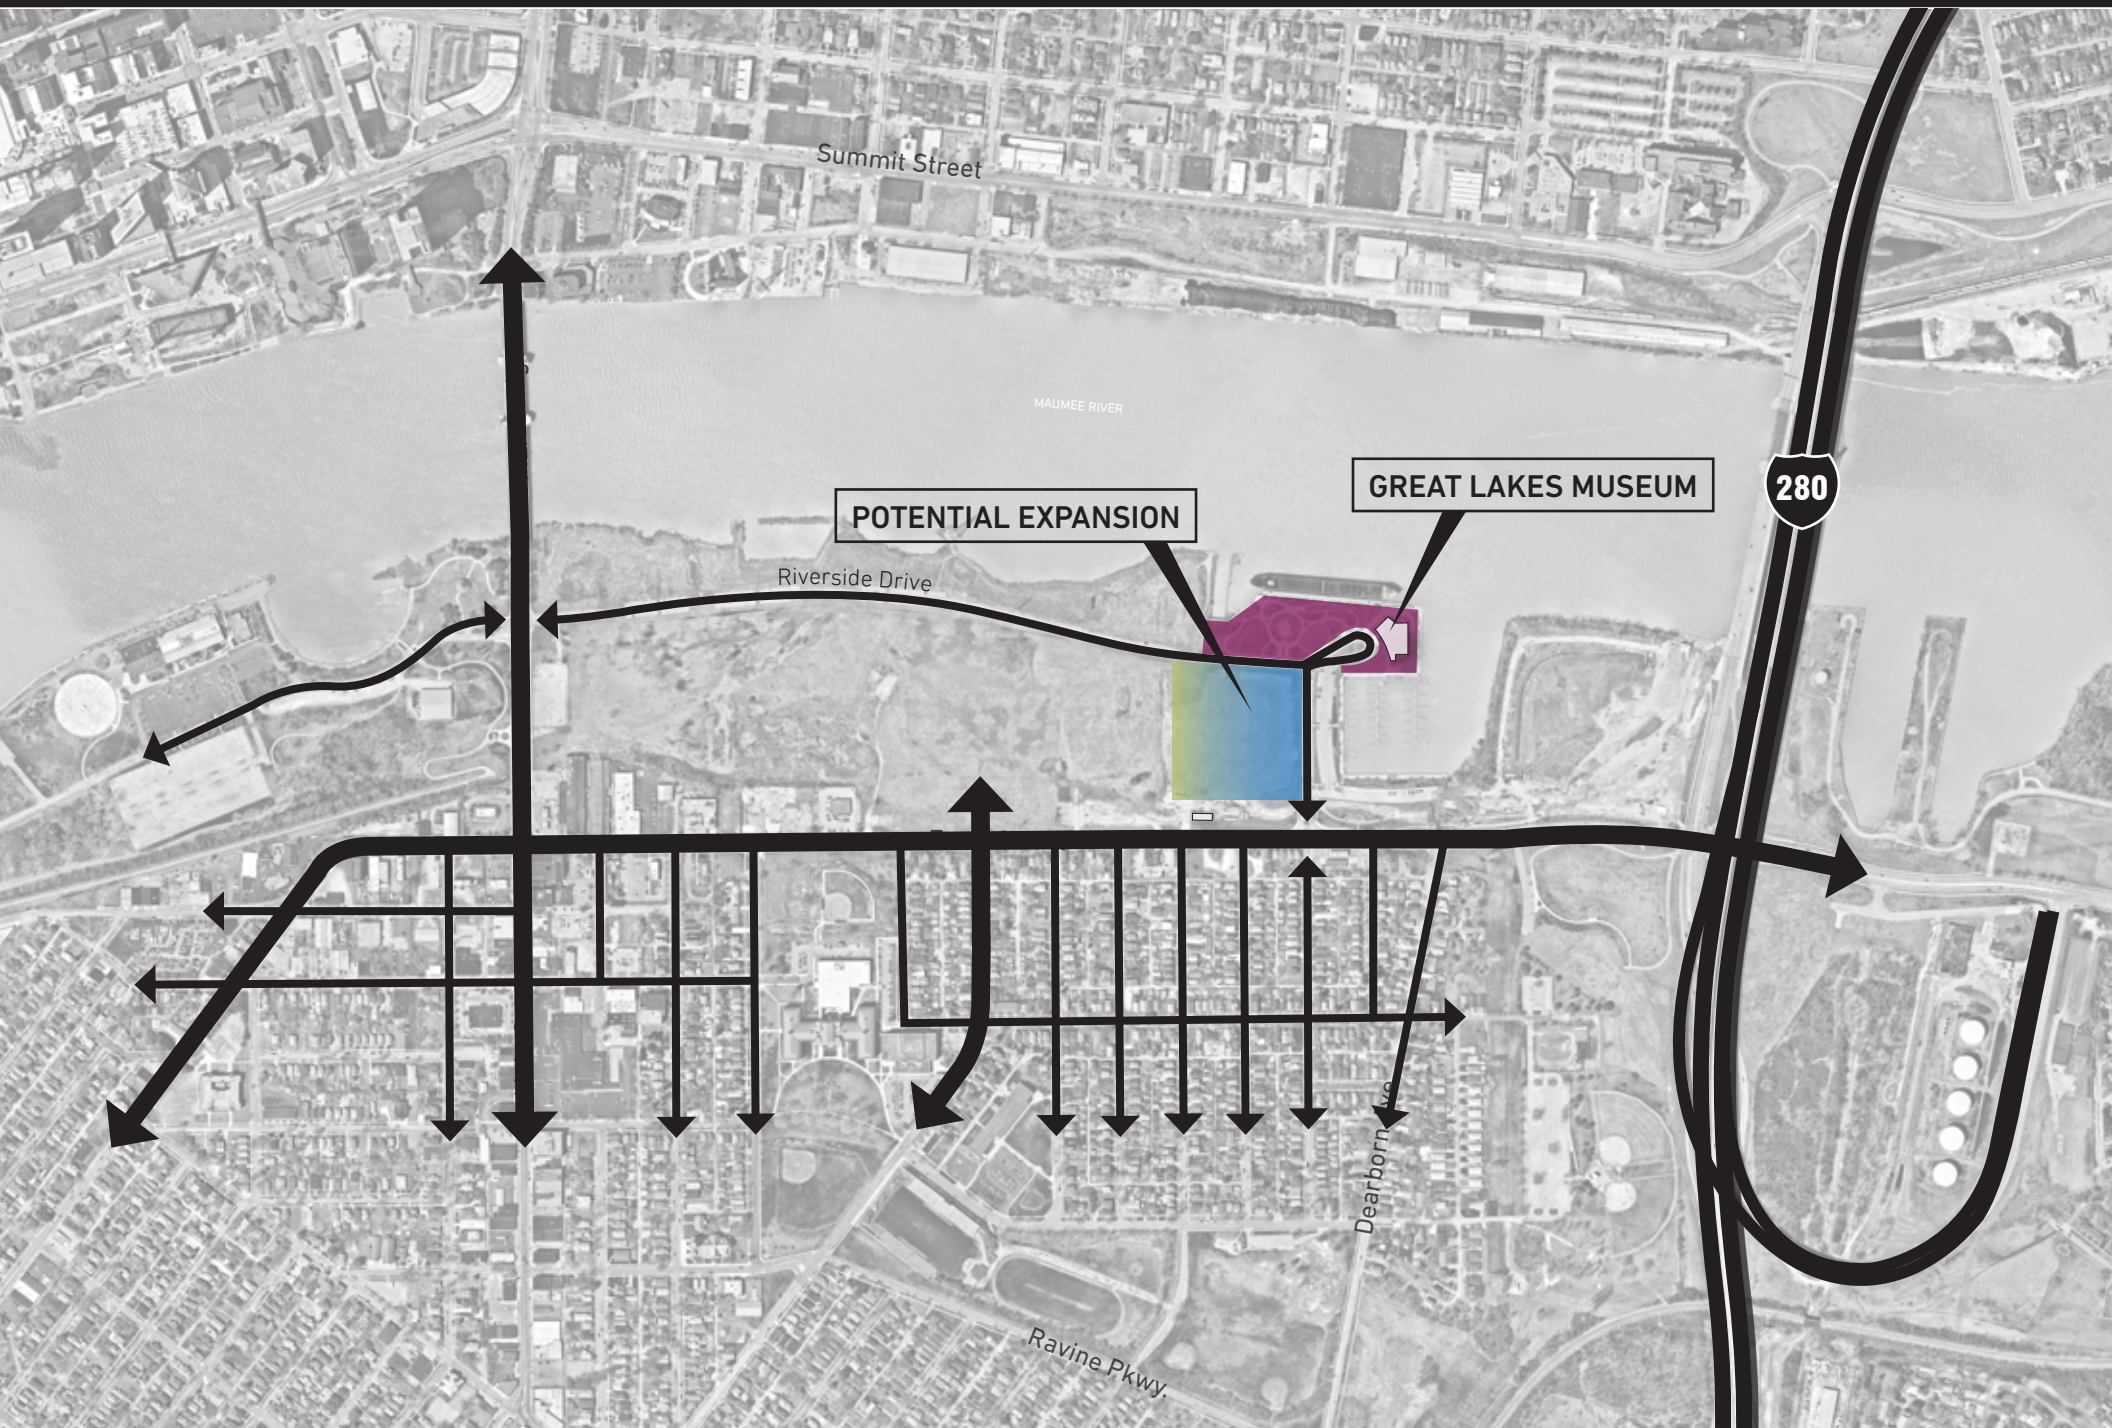 Summit Street
MAUMEE RIVER
GREAT LAKES MUSEUM
280
POTENTIAL EXPANSION
Riverside Drive
Dearborn
Ravine Pkwy.